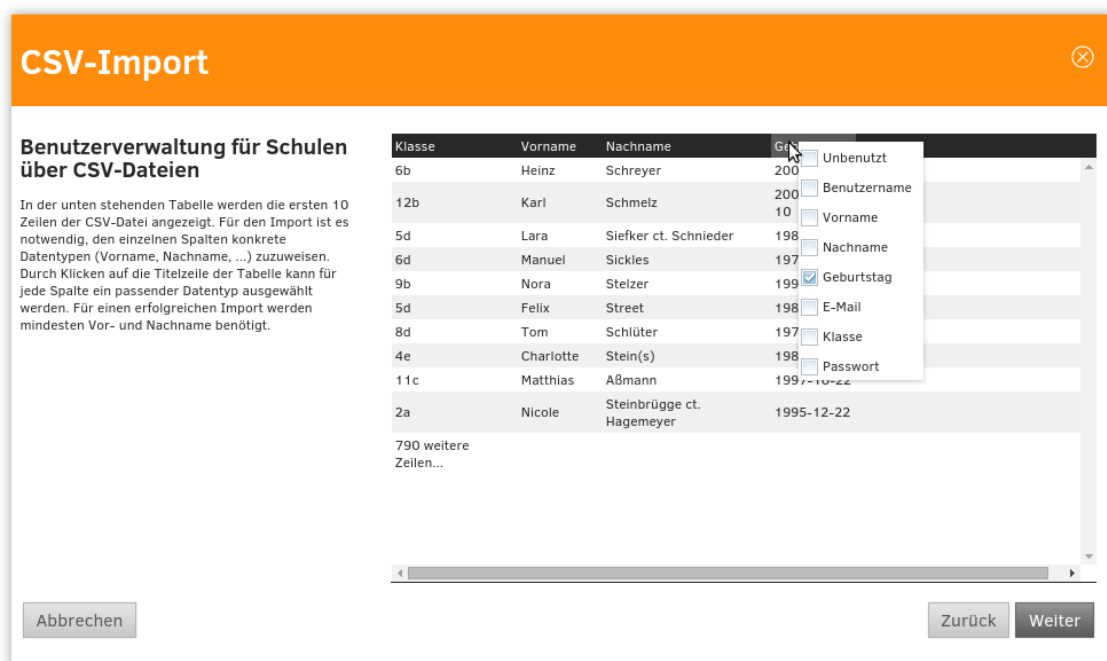 CSV-Import
Benutzerverwaltung für Schulen
über CSV-Dateien
In der unten stehenden Tabelle werden die ersten 10
Zeilen der CSV-Datei angezeigt. Für den Import ist es
notwendig, den einzelnen Spalten konkrete
Datentypen (Vorname, Nachname, ...) zuzuweisen.
Durch Klicken auf die Titelzeile der Tabelle kann für
jede Spalte ein passender Datentyp ausgewählt
werden. Für einen erfolgreichen Import werden
mindesten Vor- und Nachname benötigt.
Klasse Vorname Nachname
6b Heinz Schreyer 200
12b Karl Schmelz 200
10
5d Lara Siefker ct. Schnieder 198
6d Manuel Sickles 197
9b Nora Stelzer 199
5d Felix Street 198
8d Tom Schlüter 197
4e Charlotte Stein(s) 198
11c Matthias Aßmann 1997-10-22
2a Nicole Steinbrügge ct.
Hagemeyer 1995-12-22
790 weitere
Zeilen...
Unbenutzt
Benutzername
Vorname
Nachname
Geburtstag
E-Mail
Klasse
Passwort
Abbrechen
Zurück
Weiter